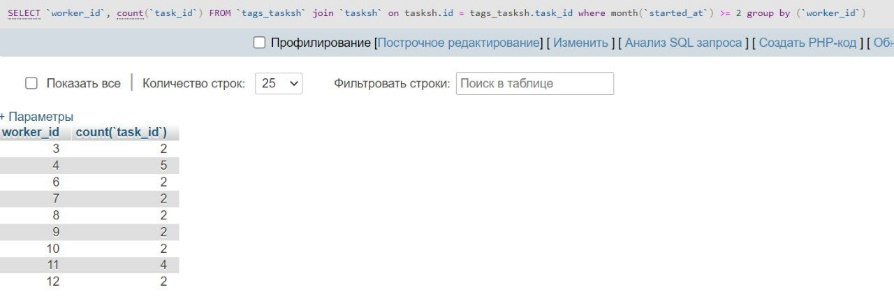 SELECT `worker_id`, count(`task_id`) FROM `tags_tasksh` join `tasksh` on tasksh.id = tags_tasksh.task_id where month(`started_at`) >= 2 group by (`worker_id`)
Профилирование [Построчное редактирование] [ Изменить ] [ Анализ SQL запроса ] [ Создать PHP-код ] [ Об-
Показать все | Количество строк: 25 Фильтровать строки: Поиск в таблице
+ Параметры
worker_id count(`task_id`)
3 2
4 5
6 2
7 2
8 2
9 2
10 2
11 4
12 2